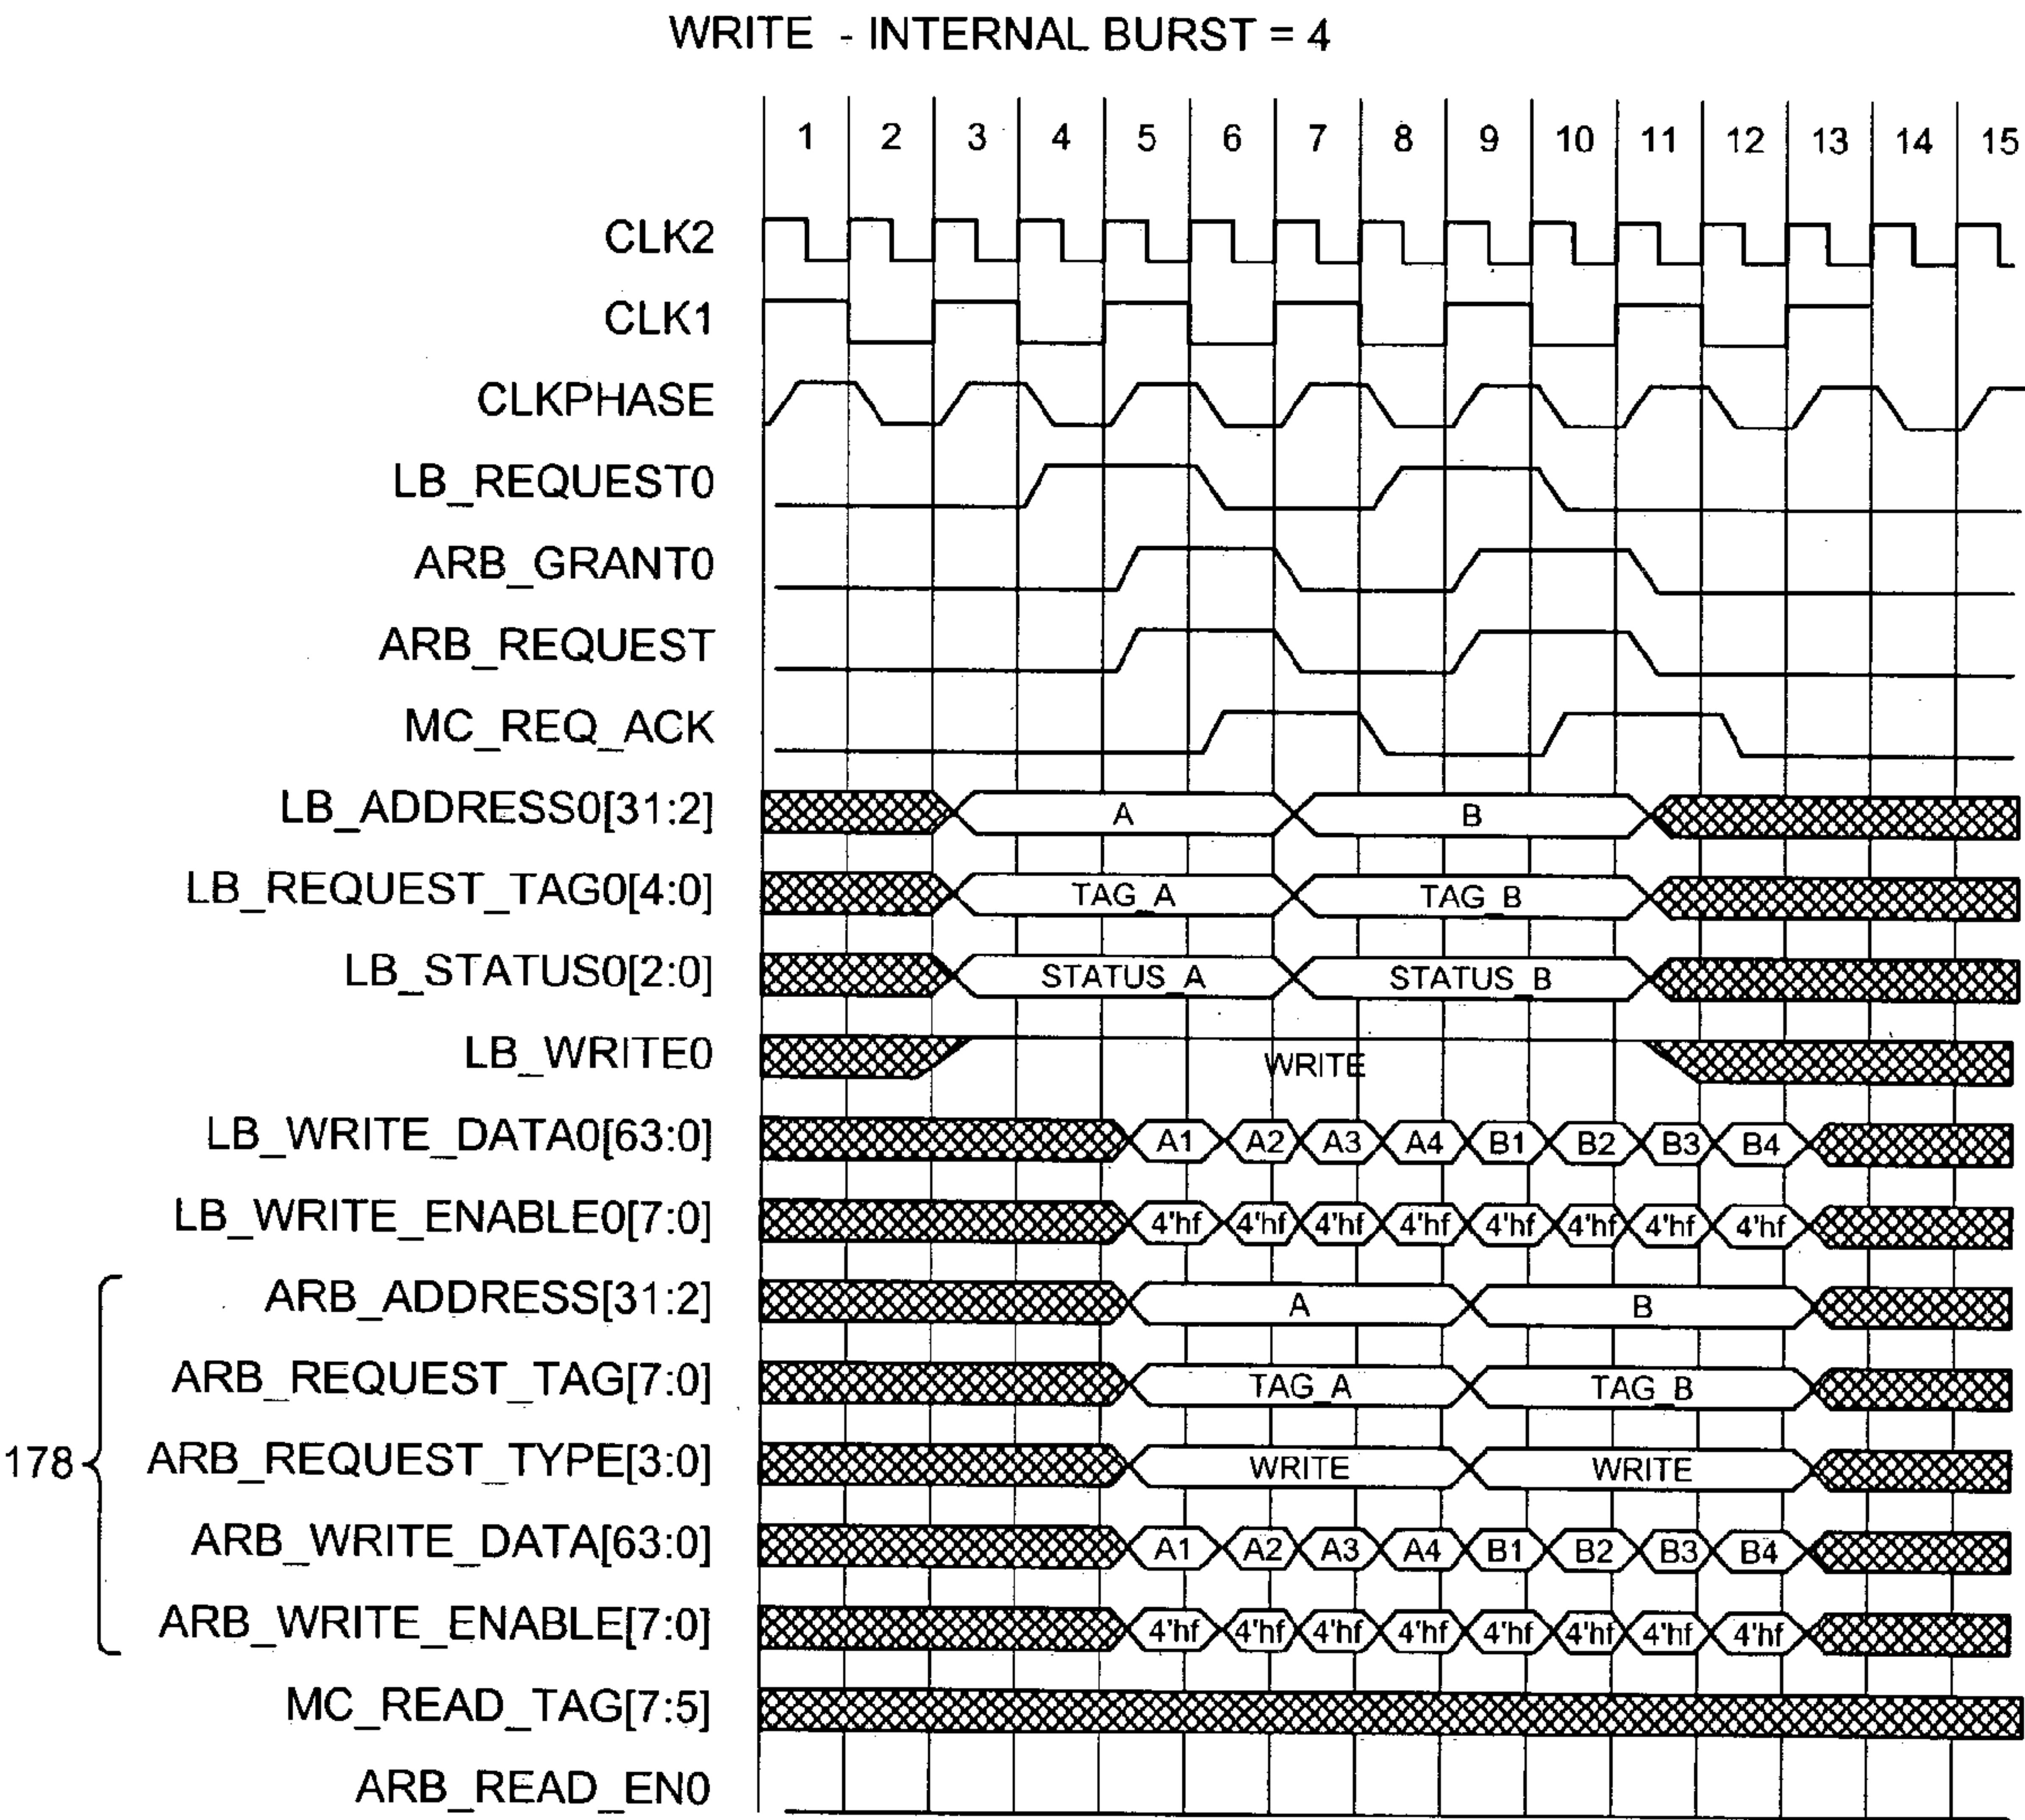 WRITE - INTERNAL BURST = 4
1 2 3 4 5 6 7 8 9 10 11 12 13 14 15
CLK2
CLK1
CLKPHASE
LB_REQUEST0
ARB_GRANT0
ARB_REQUEST
MC_REQ_ACK
LB_ADDRESS0[31:2] A B
LB_REQUEST_TAG0[4:0] TAG_A TAG_B
LB_STATUS0[2:0] STATUS_A STATUS_B
LB_WRITE0 WRITE
LB_WRITE_DATA0[63:0] A1 A2 A3 A4 B1 B2 B3 B4
LB_WRITE_ENABLE0[7:0] 4'hf 4'hf 4'hf 4'hf 4'hf 4'hf 4'hf 4'hf
ARB_ADDRESS[31:2] A B
ARB_REQUEST_TAG[7:0] TAG_A TAG_B
178 ARB_REQUEST_TYPE[3:0] WRITE WRITE
ARB_WRITE_DATA[63:0] A1 A2 A3 A4 B1 B2 B3 B4
ARB_WRITE_ENABLE[7:0] 4'hf 4'hf 4'hf 4'hf 4'hf 4'hf 4'hf 4'hf
MC_READ_TAG[7:5]
ARB_READ_EN0